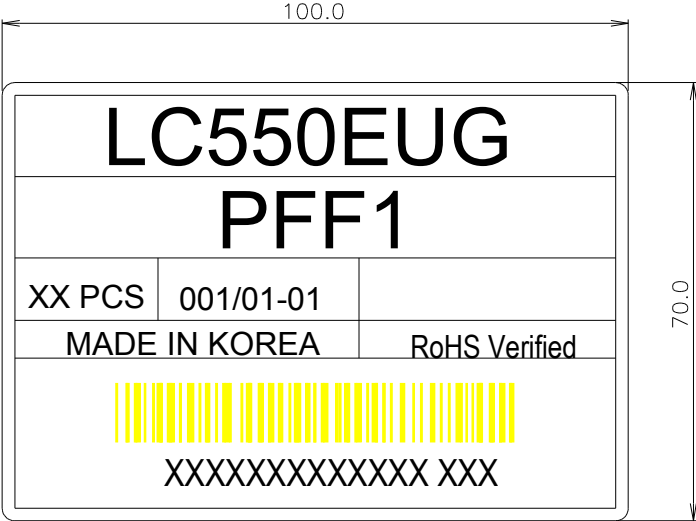 100.0
LC550EUG
PFF1
XX PCS 001/01-01
MADE IN KOREA RoHS Verified
XXXXXXXXXXXXX XXX
70.0